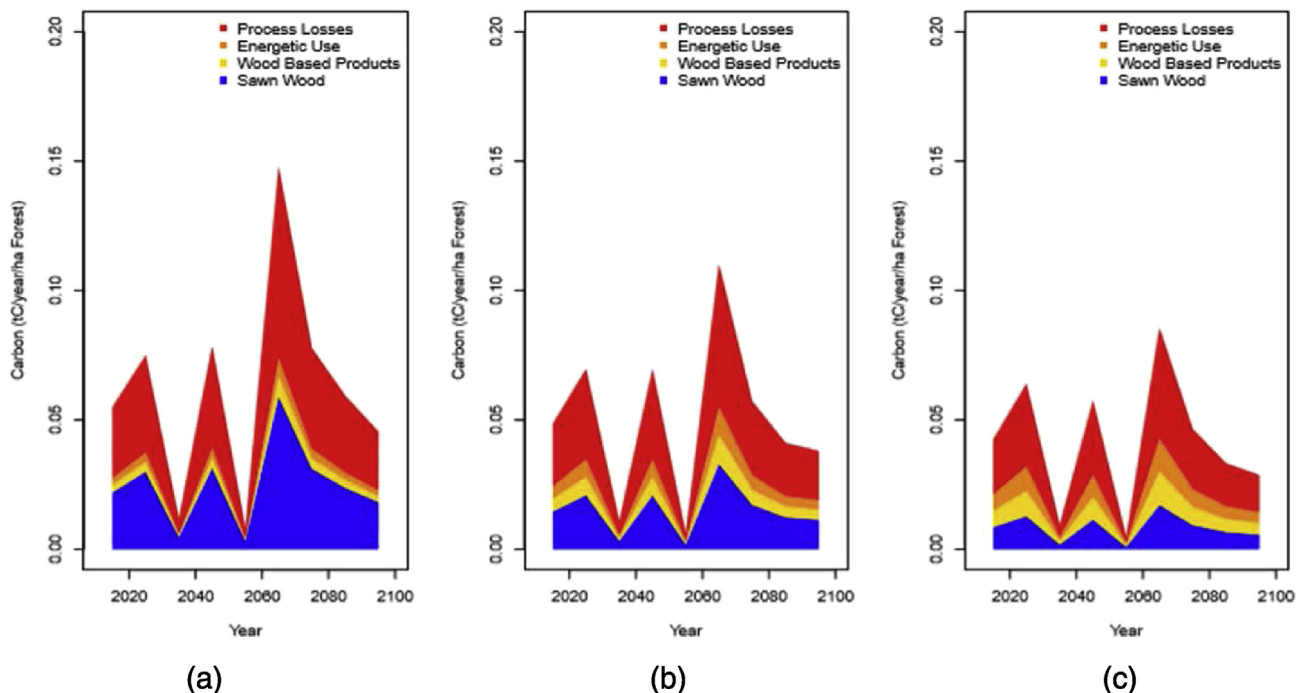 Process Losses
Energetic Use
Wood Based Products
Sawn Wood
0.20
0.15
0.10
0.05
0.00
Carbon (tC/year/ha Forest)
2020 2040 2060 2080 2100
Year
(a)
Process Losses
Energetic Use
Wood Based Products
Sawn Wood
0.20
0.15
0.10
0.05
0.00
Carbon (tC/year/ha Forest)
2020 2040 2060 2080 2100
Year
(b)
Process Losses
Energetic Use
Wood Based Products
Sawn Wood
0.20
0.15
0.10
0.05
0.00
Carbon (tC/year/ha Forest)
2020 2040 2060 2080 2100
Year
(c)